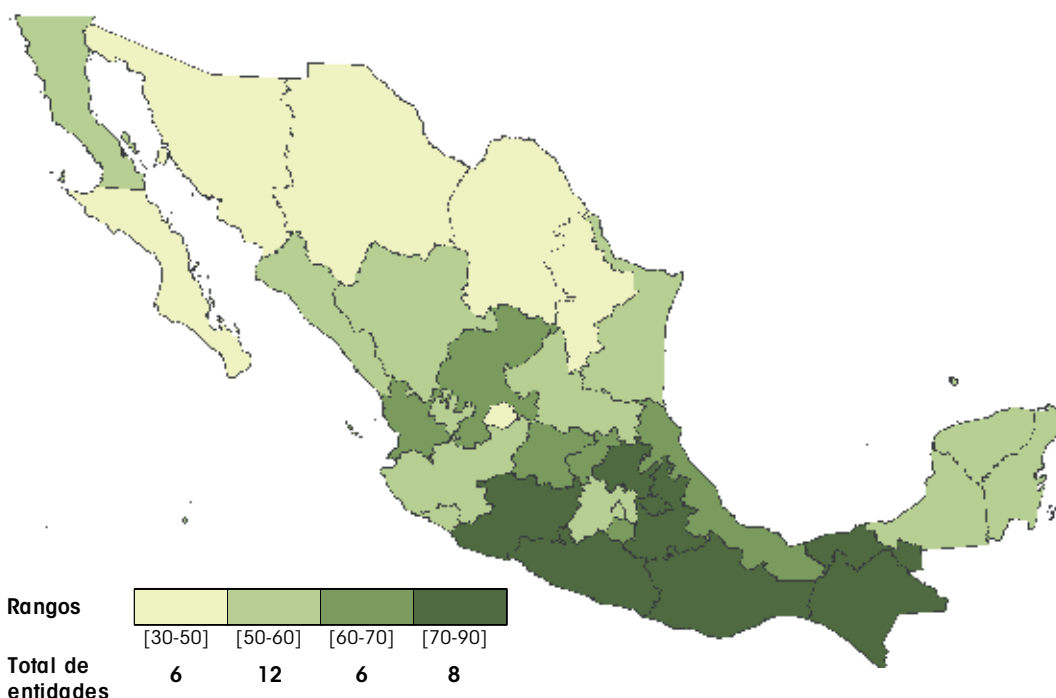 Rangos
[30-50] [50-60] [60-70] [70-90]
Total de
entidades
6 12 6 8